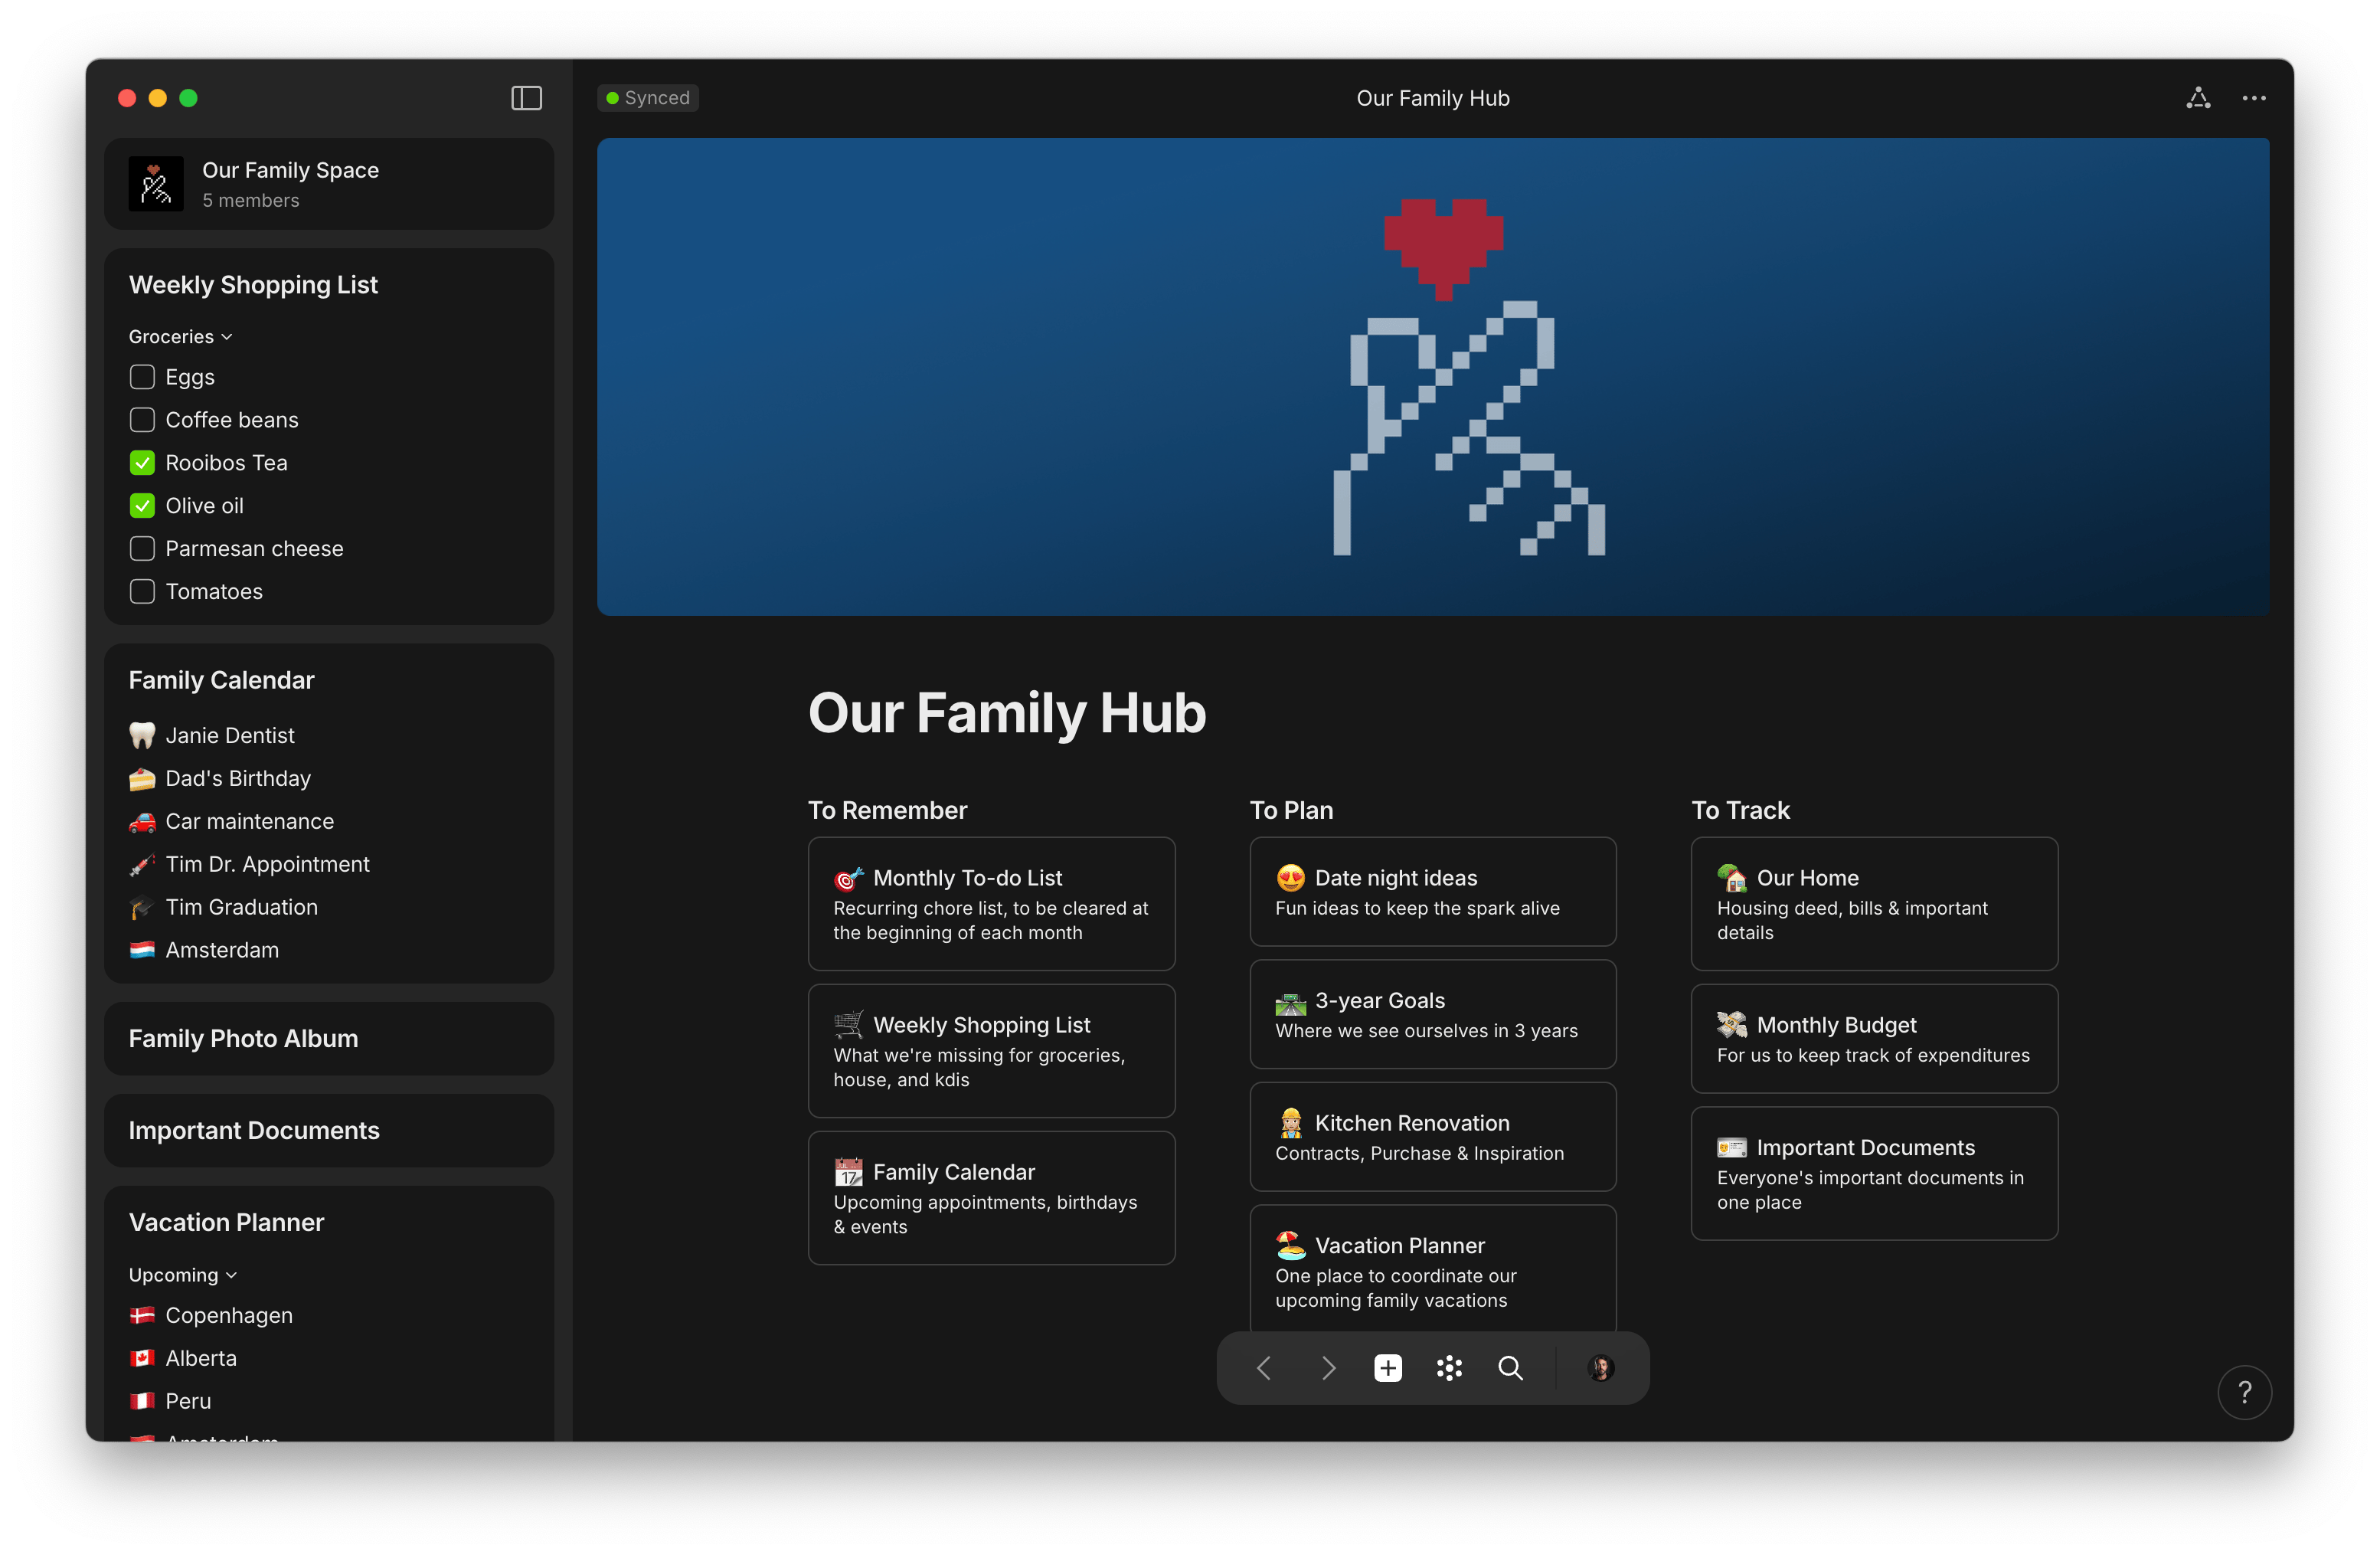 Synced
Our Family Hub
Our Family Space
5 members
Weekly Shopping List
Groceries
Eggs
Coffee beans
Rooibos Tea
Olive oil
Parmesan cheese
Tomatoes
Family Calendar
Janie Dentist
Dad's Birthday
Car maintenance
Tim Dr. Appointment
Tim Graduation
Amsterdam
Family Photo Album
Important Documents
Vacation Planner
Upcoming
Copenhagen
Alberta
Peru
Amsterdam
Our Family Hub
To Remember
Monthly To-do List
Recurring chore list, to be cleared at
the beginning of each month
Weekly Shopping List
What we're missing for groceries,
house, and kdis
Family Calendar
Upcoming appointments, birthdays
& events
To Plan
Date night ideas
Fun ideas to keep the spark alive
3-year Goals
Where we see ourselves in 3 years
Kitchen Renovation
Contracts, Purchase & Inspiration
Vacation Planner
One place to coordinate our
upcoming family vacations
To Track
Our Home
Housing deed, bills & important
details
Monthly Budget
For us to keep track of expenditures
Important Documents
Everyone's important documents in
one place
?